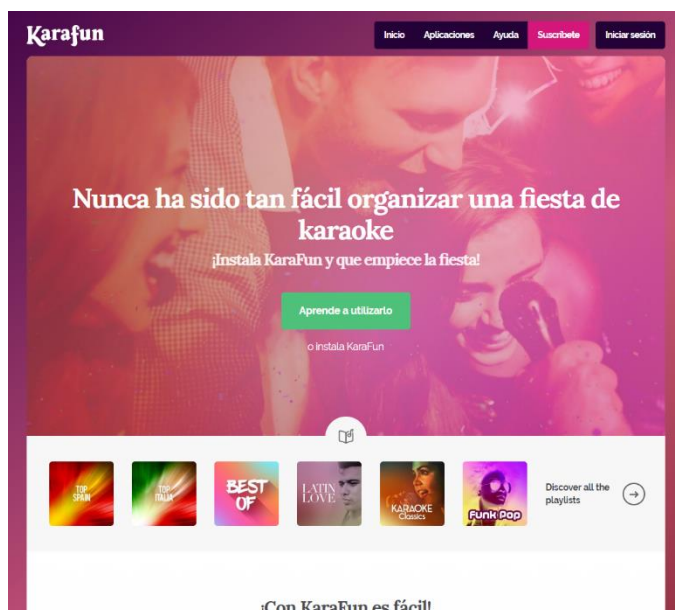 Karafun
Inicio Aplicaciones Ayuda Suscríbete Iniciar sesión
Nunca ha sido tan fácil organizar una fiesta de
karaoke
¡Instala KaraFun y que empiece la fiesta!
Aprende a utilizarlo
o instala KaraFun
TOP
SPAIN
TOP
ITALIA
BEST
OF
LATIN
LOVE
KARAOKE
Classics
Funk Pop
Discover all the
playlists
¡Con KaraFun es fácil!